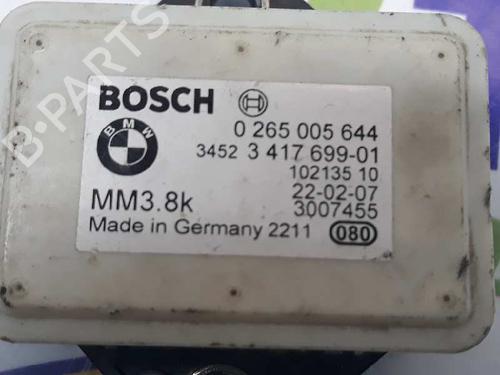 B-PARTS
BOSCH
BMW
0 265 005 644
3452 3 417 699-01
102135 10
22-02-07
MM3.8k
3007455
Made in Germany 2211
080